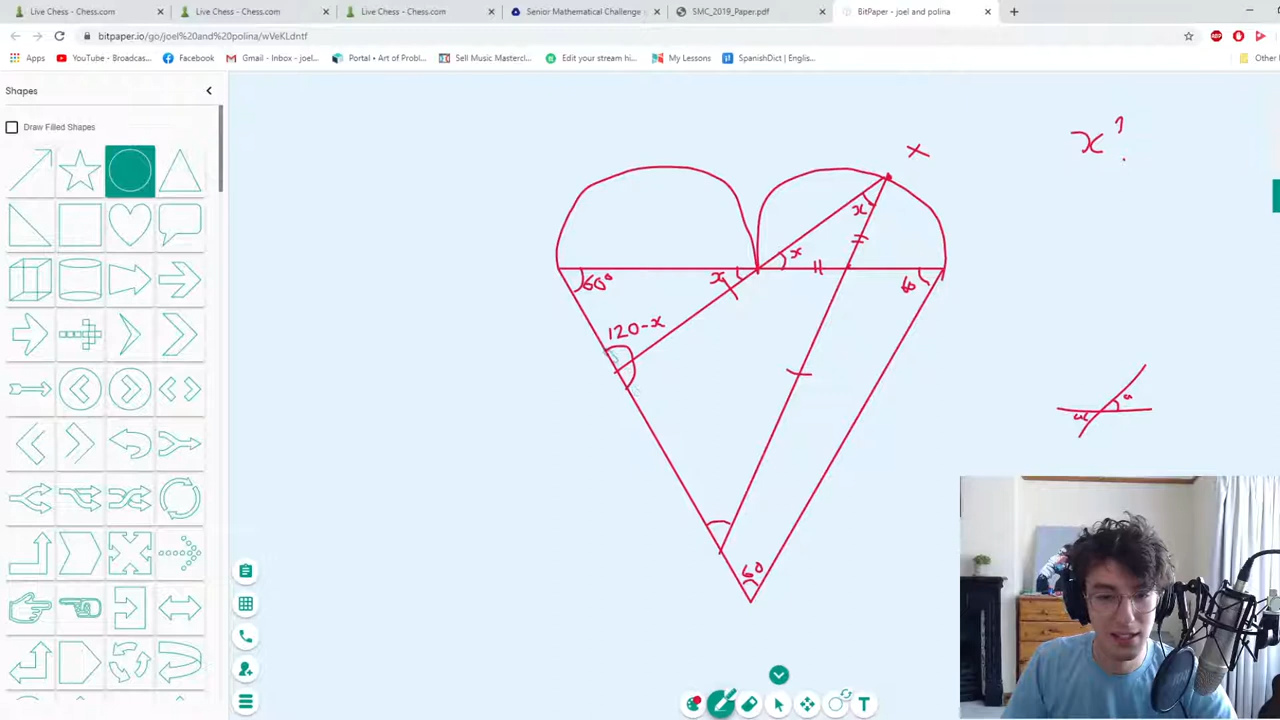 Live Chess - Chess.com
Live Chess - Chess.com
Live Chess - Chess.com
Senior Mathematical Challenge
SMC_2019_Paper.pdf
BitPaper - joel and polina
bitpaper.io/go/joel%20and%20polina/wVeKLdntf
Apps
YouTube - Broadcas...
Facebook
Gmail - Inbox - joel...
Portal • Art of Probl...
Sell Music Mastercl...
Edit your stream hi...
My Lessons
SpanishDict | Englis...
Other
Shapes
Draw Filled Shapes
x?
x
x
x
60°
x
60
120-x
a
60
T